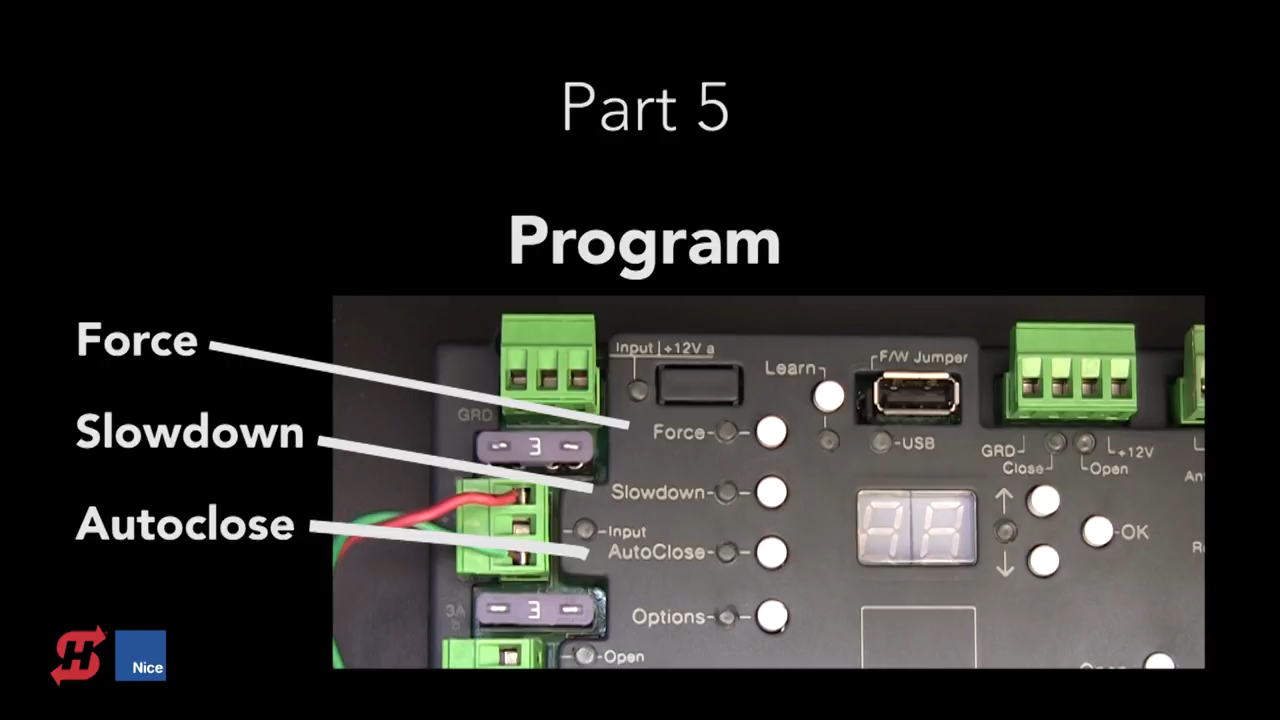 Part 5
Program
Force
Slowdown
Autoclose
Input +12V a
Learn
F/W Jumper
GRD
3
Force
USB
GRD
+12V
Close
Open
Slowdown
Input
OK
AutoClose
3A
b
3
Options
Open
H
Nice